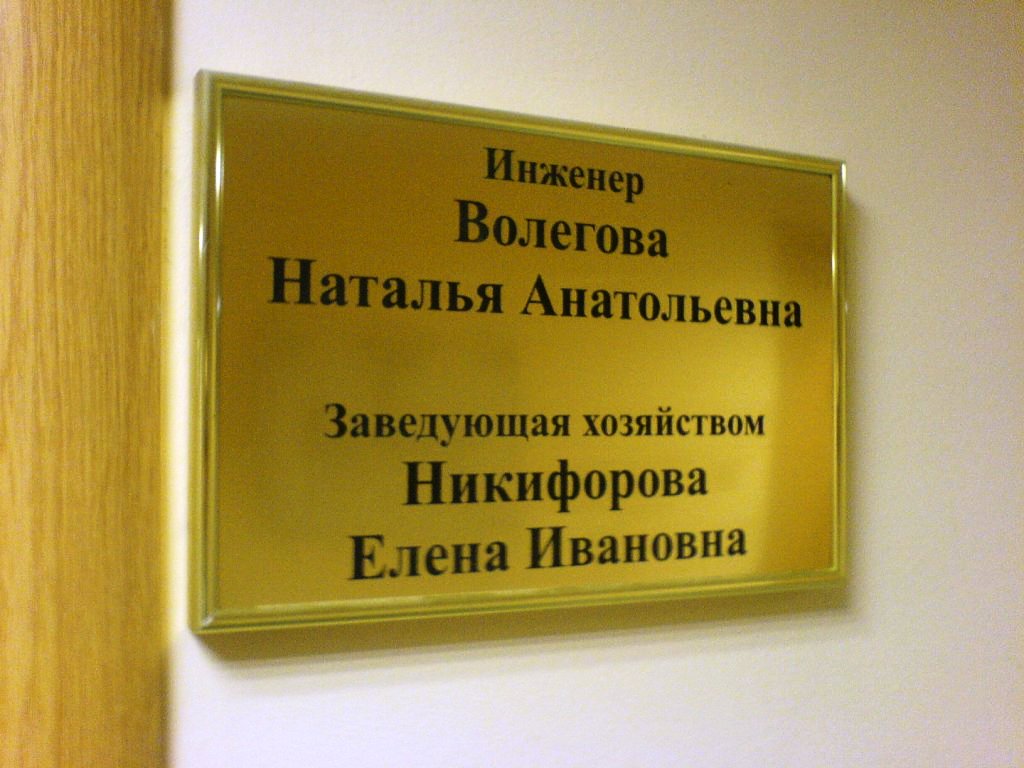 Инженер
Волегова
Наталья Анатольевна
Заведующая хозяйством
Никифорова
Елена Ивановна